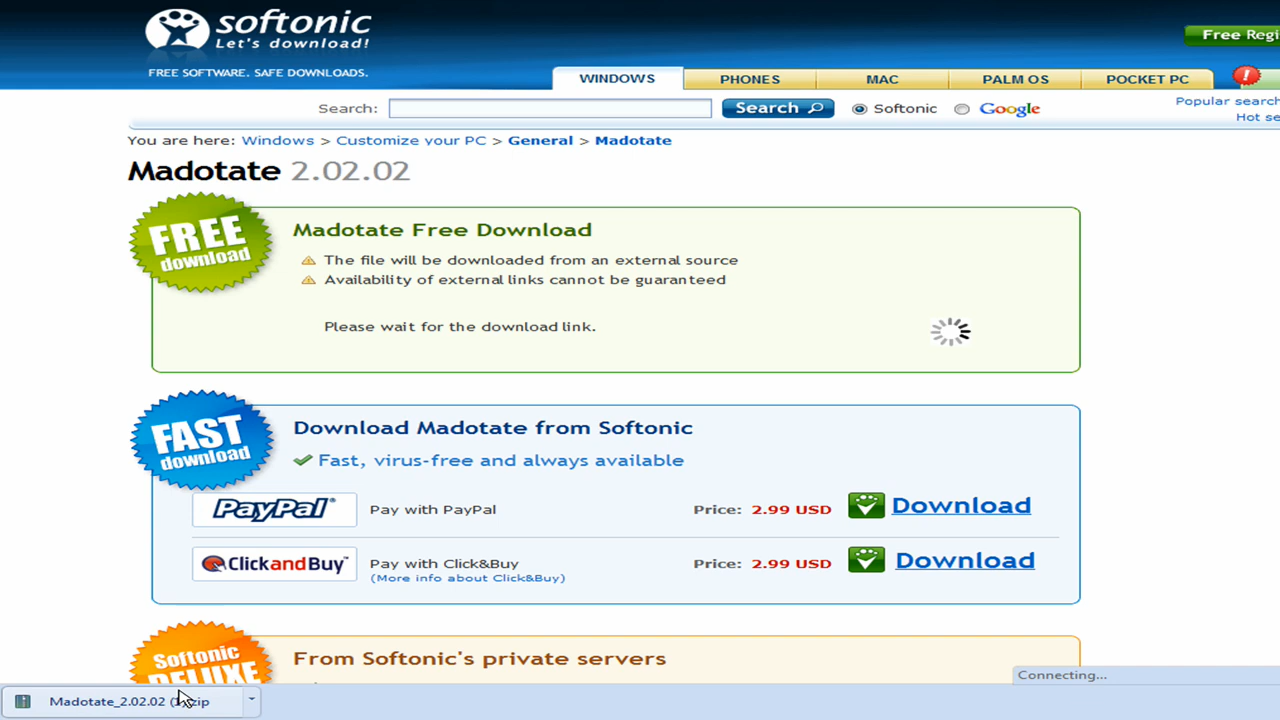 softonic
Let's download!
Free Regi
FREE SOFTWARE. SAFE DOWNLOADS.
WINDOWS
PHONES
MAC
PALM OS
POCKET PC
!
Search:
Search
Softonic
Google
Popular search
Hot se
You are here: Windows > Customize your PC > General > Madotate
Madotate 2.02.02
FREE
download
Madotate Free Download
The file will be downloaded from an external source
Availability of external links cannot be guaranteed
Please wait for the download link.
FAST
download
Download Madotate from Softonic
Fast, virus-free and always available
PayPal
Pay with PayPal
Price: 2.99 USD
Download
ClickandBuy
Pay with Click&Buy
(More info about Click&Buy)
Price: 2.99 USD
Download
Softonic
DELUXE
From Softonic's private servers
Connecting...
Madotate_2.02.02 (1).zip